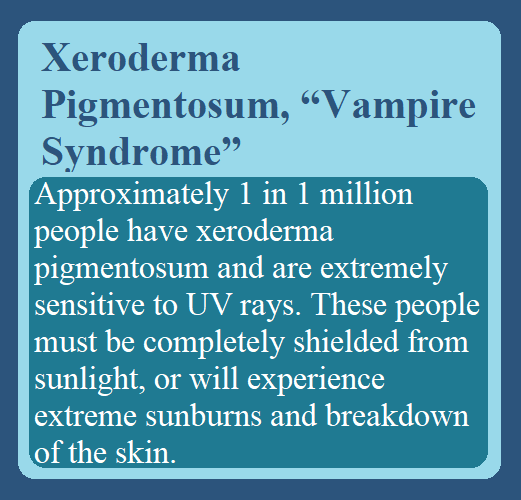 Xeroderma
Pigmentosum, “Vampire
Syndrome”
Approximately 1 in 1 million
people have xeroderma
pigmentosum and are extremely
sensitive to UV rays. These people
must be completely shielded from
sunlight, or will experience
extreme sunburns and breakdown
of the skin.